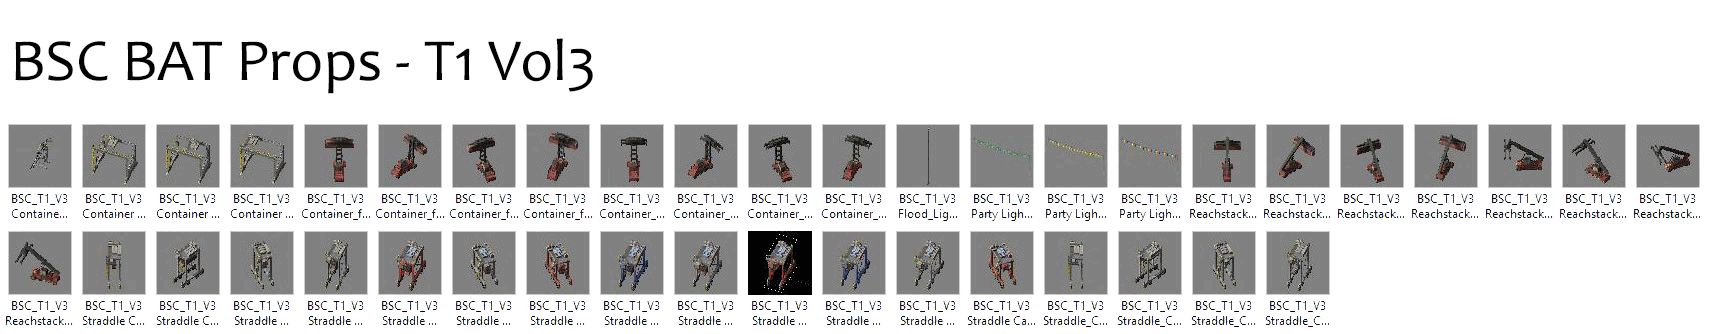 BSC BAT Props - T1 Vol3
BSC_T1_V3 BSC_T1_V3 BSC_T1_V3 BSC_T1_V3 BSC_T1_V3 BSC_T1_V3 BSC_T1_V3 BSC_T1_V3 BSC_T1_V3 BSC_T1_V3 BSC_T1_V3 BSC_T1_V3 BSC_T1_V3 BSC_T1_V3 BSC_T1_V3 BSC_T1_V3 BSC_T1_V3 BSC_T1_V3 BSC_T1_V3 BSC_T1_V3 BSC_T1_V3 BSC_T1_V3 BSC_T1_V3
Containe... Container ... Container ... Container ... Container_f... Container_f... Container_f... Container_f... Container_... Container_... Container_... Container_... Flood_Lig... Party Ligh... Party Ligh... Party Ligh... Reachstack... Reachstack... Reachstack... Reachstack... Reachstack... Reachstack... Reachstack...
BSC_T1_V3 BSC_T1_V3 BSC_T1_V3 BSC_T1_V3 BSC_T1_V3 BSC_T1_V3 BSC_T1_V3 BSC_T1_V3 BSC_T1_V3 BSC_T1_V3 BSC_T1_V3 BSC_T1_V3 BSC_T1_V3 BSC_T1_V3 BSC_T1_V3 BSC_T1_V3 BSC_T1_V3 BSC_T1_V3
Reachstack... Straddle C... Straddle C... Straddle ... Straddle ... Straddle ... Straddle ... Straddle ... Straddle ... Straddle ... Straddle ... Straddle ... Straddle ... Straddle Ca... Straddle_C... Straddle_C... Straddle_C... Straddle_C...